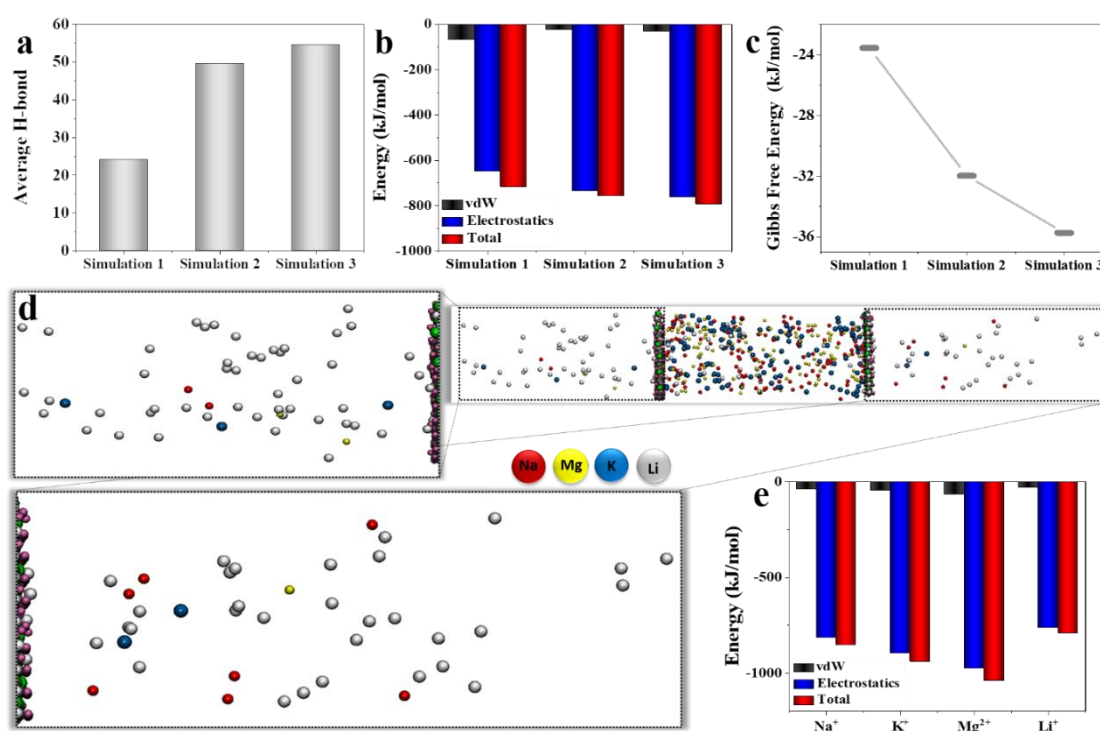 a
Average H-bond
60
50
40
30
20
10
0
Simulation 1 Simulation 2 Simulation 3
b
Energy (kJ/mol)
0
-200
-400
-600
-800
-1000
vdW
Electrostatics
Total
Simulation 1 Simulation 2 Simulation 3
c
Gibbs Free Energy (kJ/mol)
-24
-28
-32
-36
Simulation 1 Simulation 2 Simulation 3
d
Na Mg K Li
e
Energy (kJ/mol)
0
-500
-1000
vdW
Electrostatics
Total
Na⁺ K⁺ Mg²⁺ Li⁺